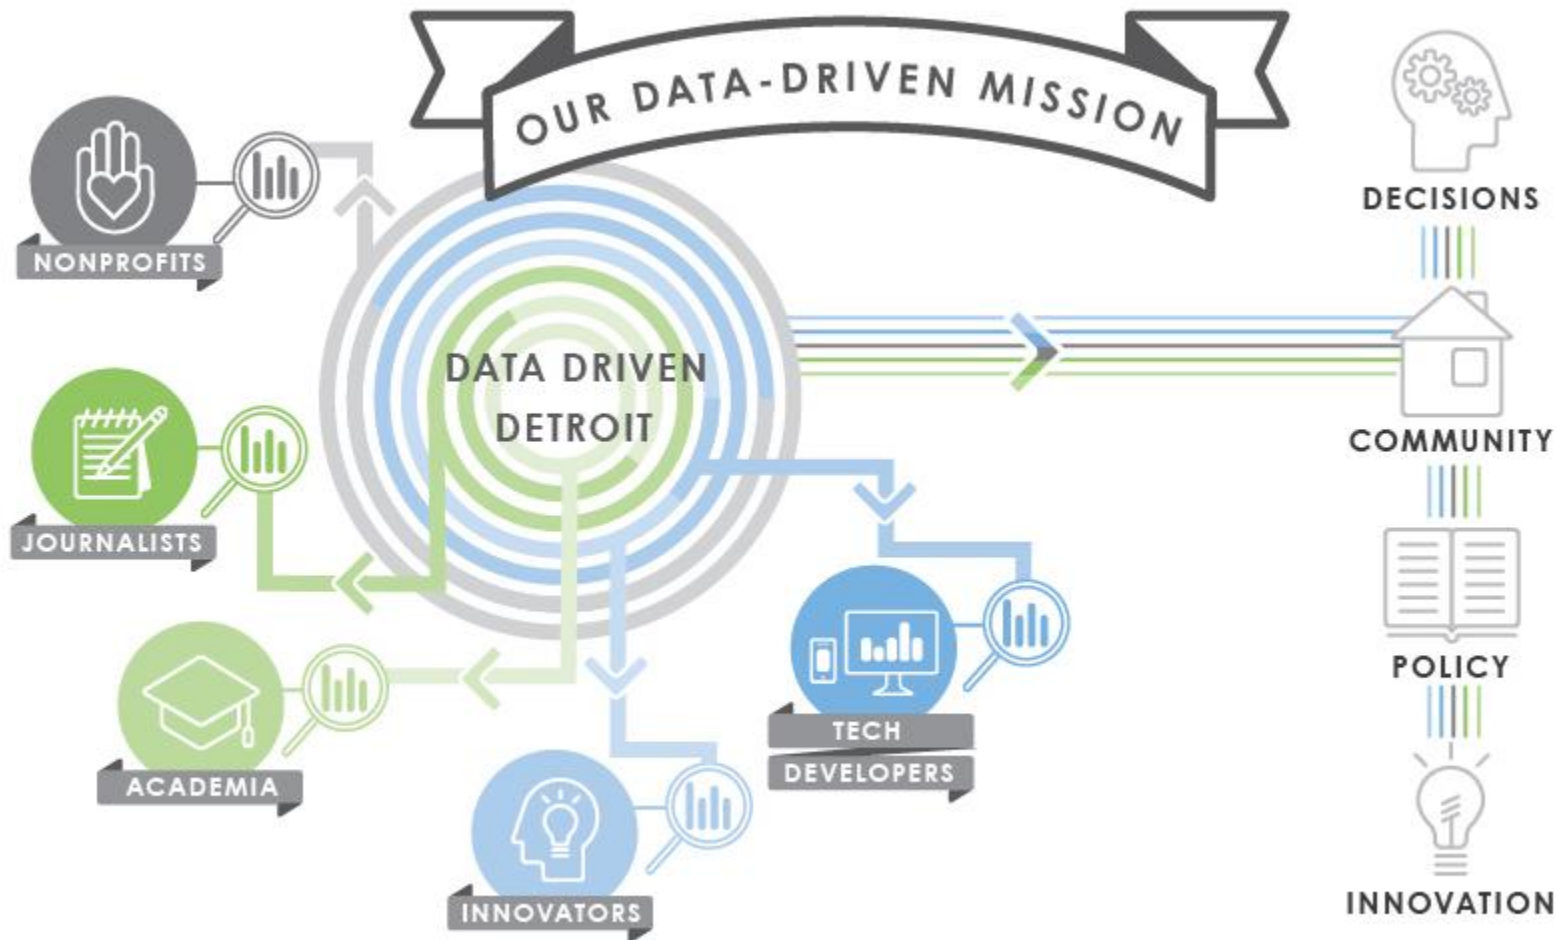 OUR DATA-DRIVEN MISSION
DECISIONS
NONPROFITS
DATA DRIVEN
DETROIT
COMMUNITY
JOURNALISTS
POLICY
TECH
DEVELOPERS
ACADEMIA
INNOVATORS
INNOVATION